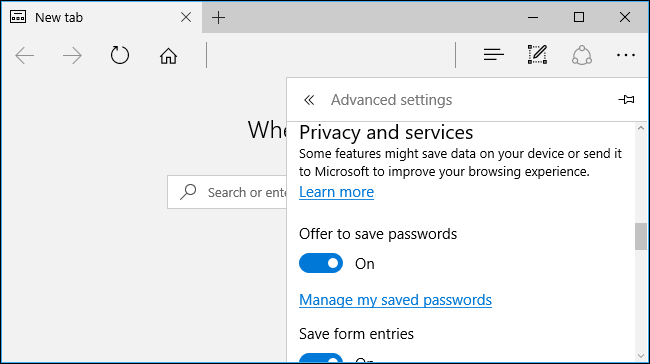 New tab
Advanced settings
Whe
Search or ente
Privacy and services
Some features might save data on your device or send it
to Microsoft to improve your browsing experience.
Learn more
Offer to save passwords
On
Manage my saved passwords
Save form entries
On